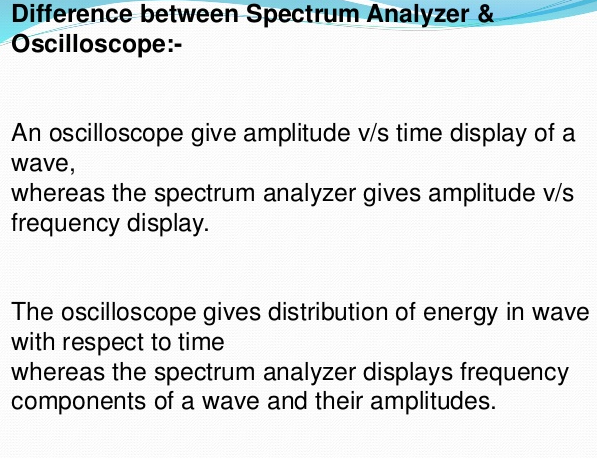 Difference between Spectrum Analyzer &
Oscilloscope:-
An oscilloscope give amplitude v/s time display of a
wave,
whereas the spectrum analyzer gives amplitude v/s
frequency display.
The oscilloscope gives distribution of energy in wave
with respect to time
whereas the spectrum analyzer displays frequency
components of a wave and their amplitudes.